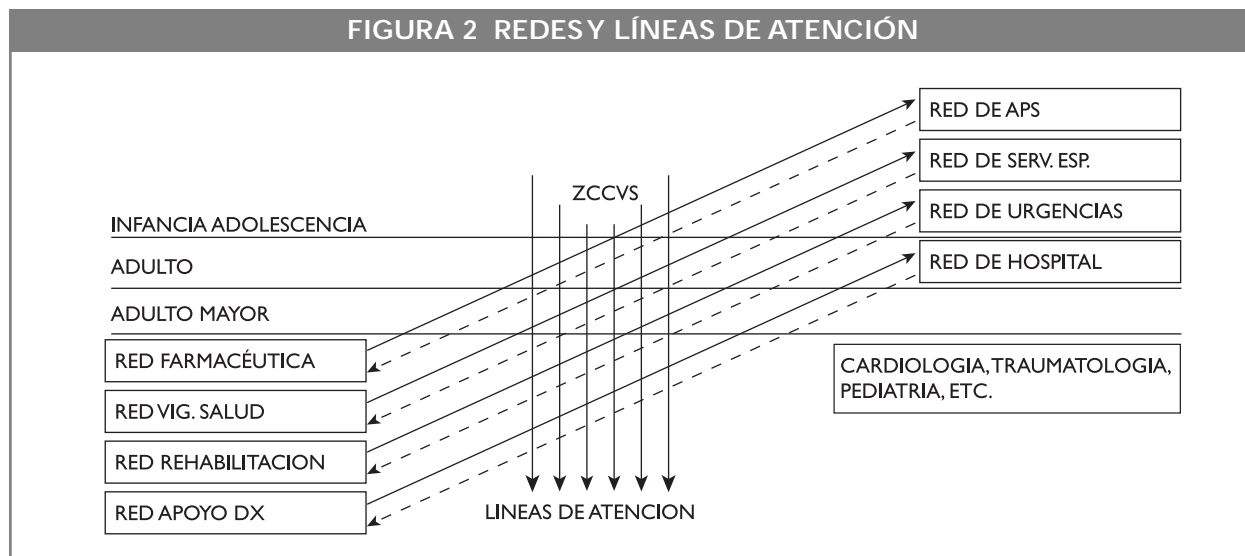 FIGURA 2 REDES Y LÍNEAS DE ATENCIÓN
RED DE APS
RED DE SERV. ESP.
ZCCVS
RED DE URGENCIAS
INFANCIA ADOLESCENCIA
RED DE HOSPITAL
ADULTO
ADULTO MAYOR
RED FARMACÉUTICA
CARDIOLOGIA, TRAUMATOLOGIA,
PEDIATRIA, ETC.
RED VIG. SALUD
RED REHABILITACION
RED APOYO DX
LINEAS DE ATENCION